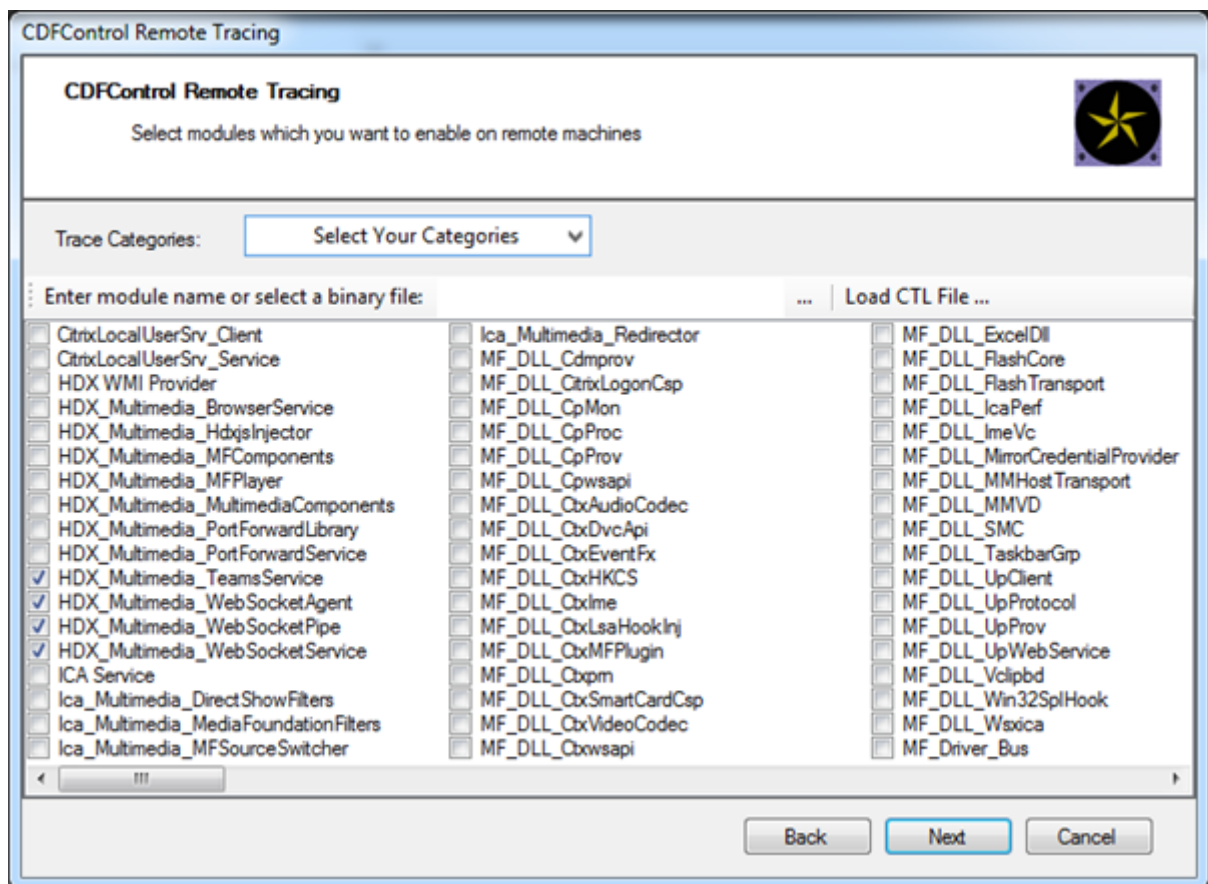 CDFControl Remote Tracing
CDFControl Remote Tracing
Select modules which you want to enable on remote machines
Trace Categories:
Select Your Categories
Enter module name or select a binary file:
...
Load CTL File ...
CitrixLocalUserSrv_Client
CitrixLocalUserSrv_Service
HDX WMI Provider
HDX_Multimedia_BrowserService
HDX_Multimedia_HdxjsInjector
HDX_Multimedia_MFComponents
HDX_Multimedia_MFPlayer
HDX_Multimedia_MultimediaComponents
HDX_Multimedia_PortForwardLibrary
HDX_Multimedia_PortForwardService
HDX_Multimedia_TeamsService
HDX_Multimedia_WebSocketAgent
HDX_Multimedia_WebSocketPipe
HDX_Multimedia_WebSocketService
ICA Service
Ica_Multimedia_DirectShowFilters
Ica_Multimedia_MediaFoundationFilters
Ica_Multimedia_MFSourceSwitcher
Ica_Multimedia_Redirector
MF_DLL_Cdmprov
MF_DLL_CitrixLogonCsp
MF_DLL_CpMon
MF_DLL_CpProc
MF_DLL_CpProv
MF_DLL_Cpwsapi
MF_DLL_CtxAudioCodec
MF_DLL_CtxDvcApi
MF_DLL_CtxEventFx
MF_DLL_CtxHKCS
MF_DLL_CtxIme
MF_DLL_CtxLsaHookInj
MF_DLL_CtxMFPlugin
MF_DLL_Ctxpm
MF_DLL_CtxSmartCardCsp
MF_DLL_CtxVideoCodec
MF_DLL_Ctxwsapi
MF_DLL_ExcelDll
MF_DLL_FlashCore
MF_DLL_FlashTransport
MF_DLL_IcaPerf
MF_DLL_ImeVc
MF_DLL_MirrorCredentialProvider
MF_DLL_MMHostTransport
MF_DLL_MMVD
MF_DLL_SMC
MF_DLL_TaskbarGrp
MF_DLL_UpClient
MF_DLL_UpProtocol
MF_DLL_UpProv
MF_DLL_UpWebService
MF_DLL_Vclipbd
MF_DLL_Win32SplHook
MF_DLL_Wsxica
MF_Driver_Bus
Back
Next
Cancel